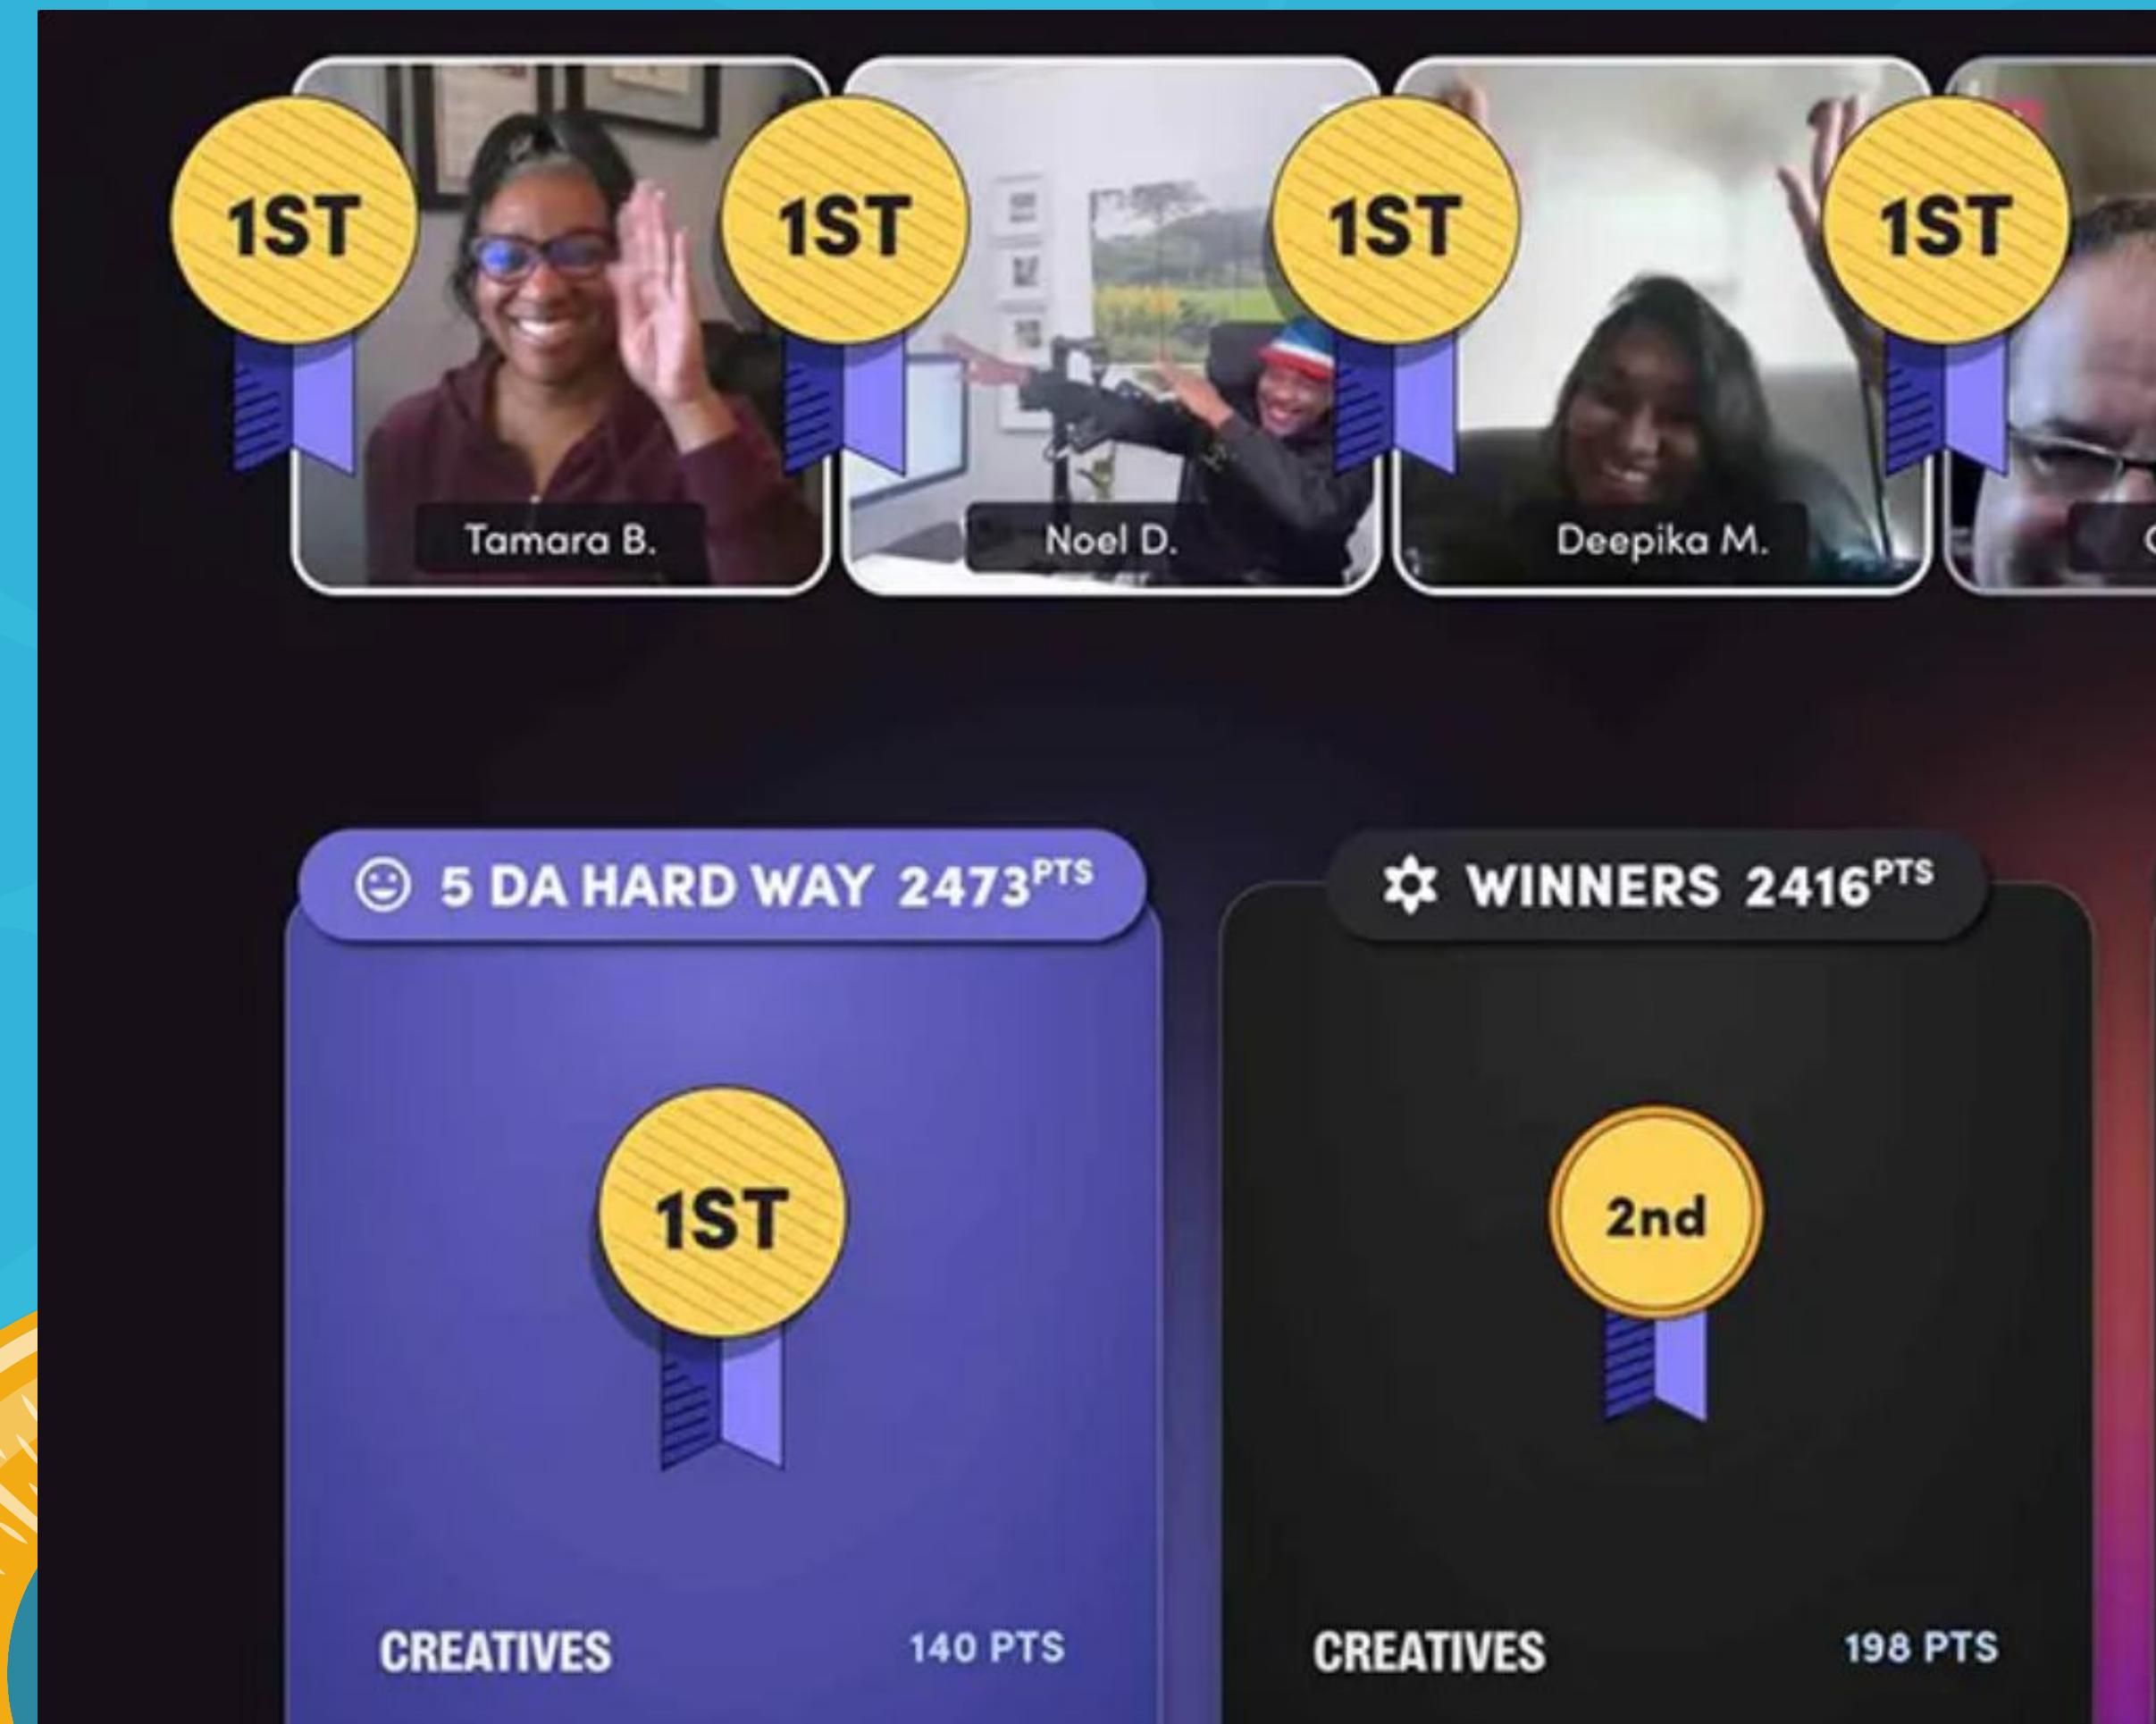 1ST
1ST
1ST
1ST
Tamara B.
Noel D.
Deepika M.
5 DA HARD WAY 2473PTS
WINNERS 2416PTS
1ST
2nd
CREATIVES 140 PTS
CREATIVES 198 PTS